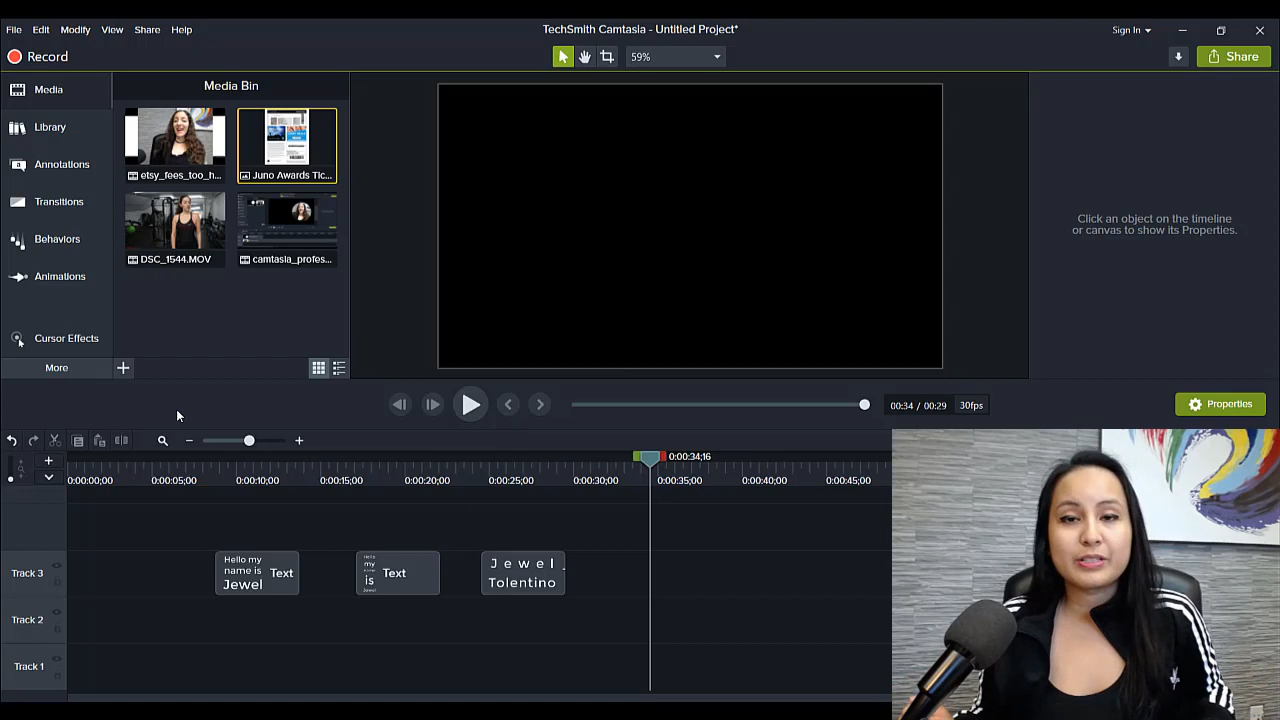 TechSmith Camtasia - Untitled Project*
File Edit Modify View Share Help
Sign In
Record
59%
Share
Media
Media Bin
Library
Annotations
Transitions
Behaviors
Animations
Cursor Effects
More
etsy_fees_too_h...
Juno Awards Tic...
DSC_1544.MOV
camtasia_profes...
Click an object on the timeline
or canvas to show its Properties.
00:34 / 00:29
30fps
Properties
0:00:34;16
0:00:00;00 0:00:05;00 0:00:10;00 0:00:15;00 0:00:20;00 0:00:25;00 0:00:30;00 0:00:35;00 0:00:40;00 0:00:45;00
Track 3
Hello my
name is
Jewel
Text
Hello
my
name
is
Jewel
Text
Jewel
Tolentino
Track 2
Track 1